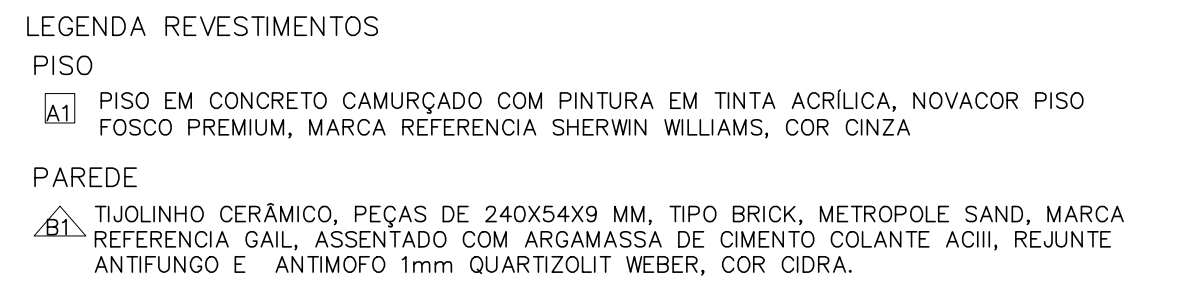 LEGENDA REVESTIMENTOS
PISO
A1 PISO EM CONCRETO CAMURÇADO COM PINTURA EM TINTA ACRÍLICA, NOVACOR PISO
FOSCO PREMIUM, MARCA REFERENCIA SHERWIN WILLIAMS, COR CINZA
PAREDE
B1 TIJOLINHO CERÂMICO, PEÇAS DE 240X54X9 MM, TIPO BRICK, METROPOLE SAND, MARCA
REFERENCIA GAIL, ASSENTADO COM ARGAMASSA DE CIMENTO COLANTE ACIII, REJUNTE
ANTIFUNGO E ANTIMOFO 1mm QUARTIZOLIT WEBER, COR CIDRA.